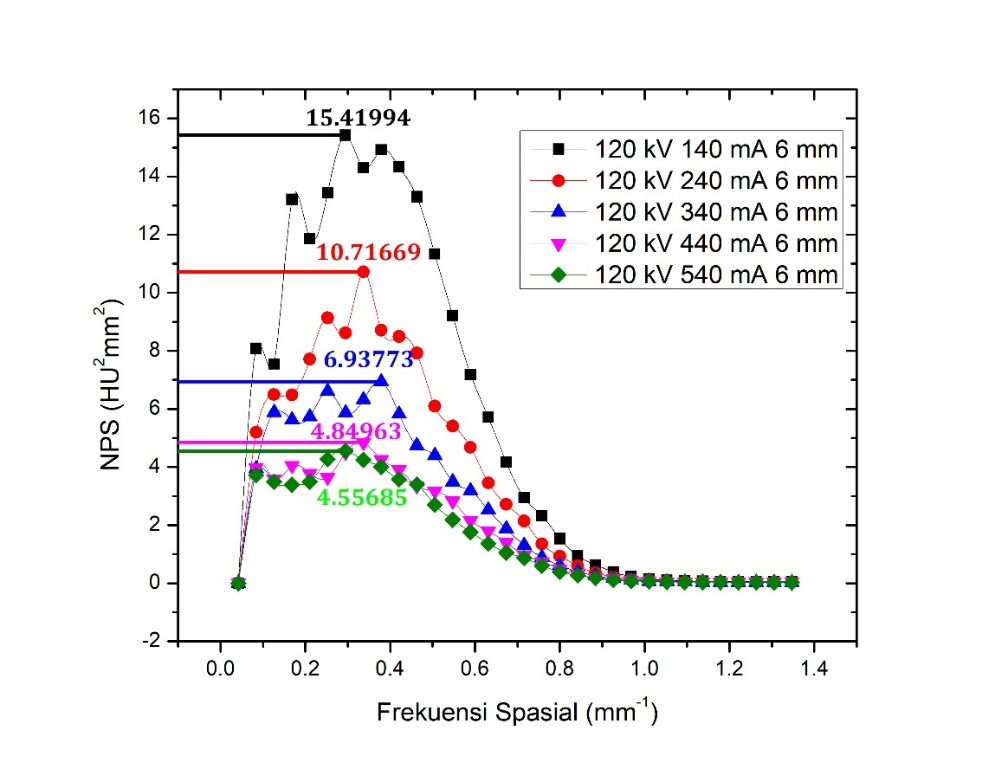 15.41994
10.71669
6.93773
4.84963
4.55685
120 kV 140 mA 6 mm
120 kV 240 mA 6 mm
120 kV 340 mA 6 mm
120 kV 440 mA 6 mm
120 kV 540 mA 6 mm
NPS (HU²mm²)
16
14
12
10
8
6
4
2
0
-2
0.0 0.2 0.4 0.6 0.8 1.0 1.2 1.4
Frekuensi Spasial (mm⁻¹)